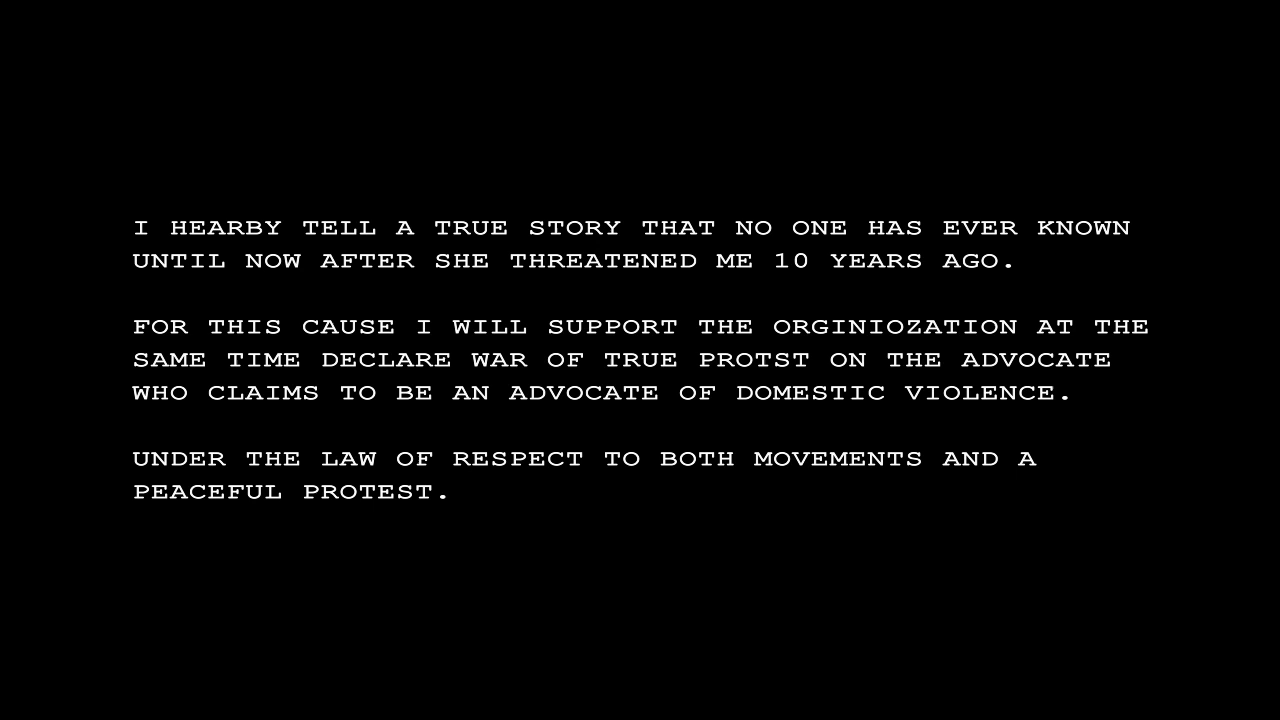 I HEARBY TELL A TRUE STORY THAT NO ONE HAS EVER KNOWN
UNTIL NOW AFTER SHE THREATENED ME 10 YEARS AGO.
FOR THIS CAUSE I WILL SUPPORT THE ORGINIOZATION AT THE
SAME TIME DECLARE WAR OF TRUE PROTST ON THE ADVOCATE
WHO CLAIMS TO BE AN ADVOCATE OF DOMESTIC VIOLENCE.
UNDER THE LAW OF RESPECT TO BOTH MOVEMENTS AND A
PEACEFUL PROTEST.